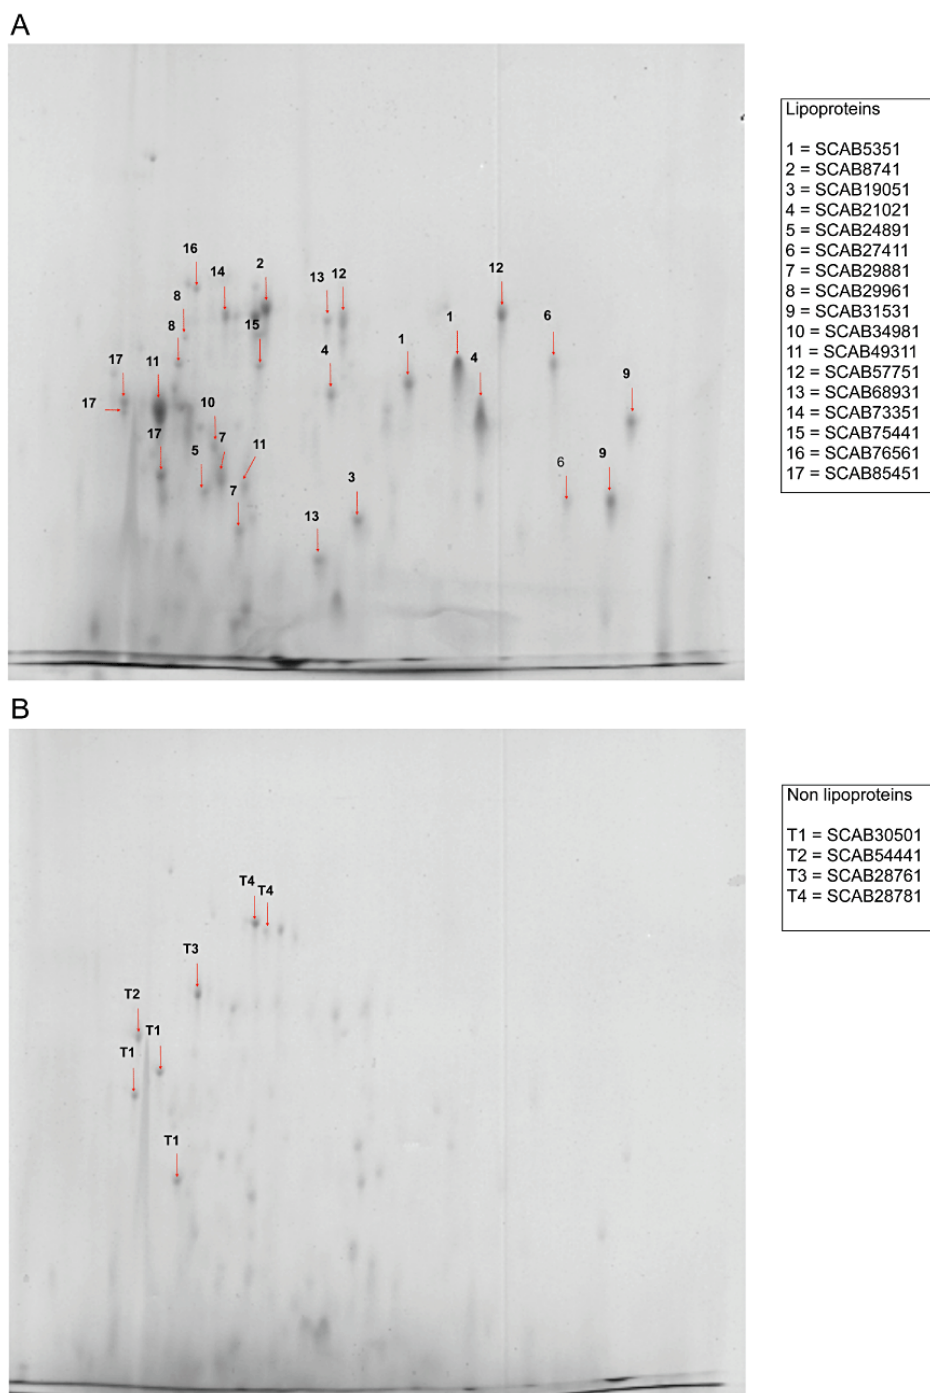 A
Lipoproteins
1 = SCAB5351
2 = SCAB8741
3 = SCAB19051
4 = SCAB21021
5 = SCAB24891
6 = SCAB27411
7 = SCAB29881
8 = SCAB29961
9 = SCAB31531
10 = SCAB34981
11 = SCAB49311
12 = SCAB57751
13 = SCAB68931
14 = SCAB73351
15 = SCAB75441
16 = SCAB76561
17 = SCAB85451
16
14
2
13
12
12
8
8
15
1
1
6
4
4
17
11
9
17
10
17
5
7
11
7
3
6
9
13
B
Non lipoproteins
T1 = SCAB30501
T2 = SCAB54441
T3 = SCAB28761
T4 = SCAB28781
T4
T4
T3
T2
T1
T1
T1